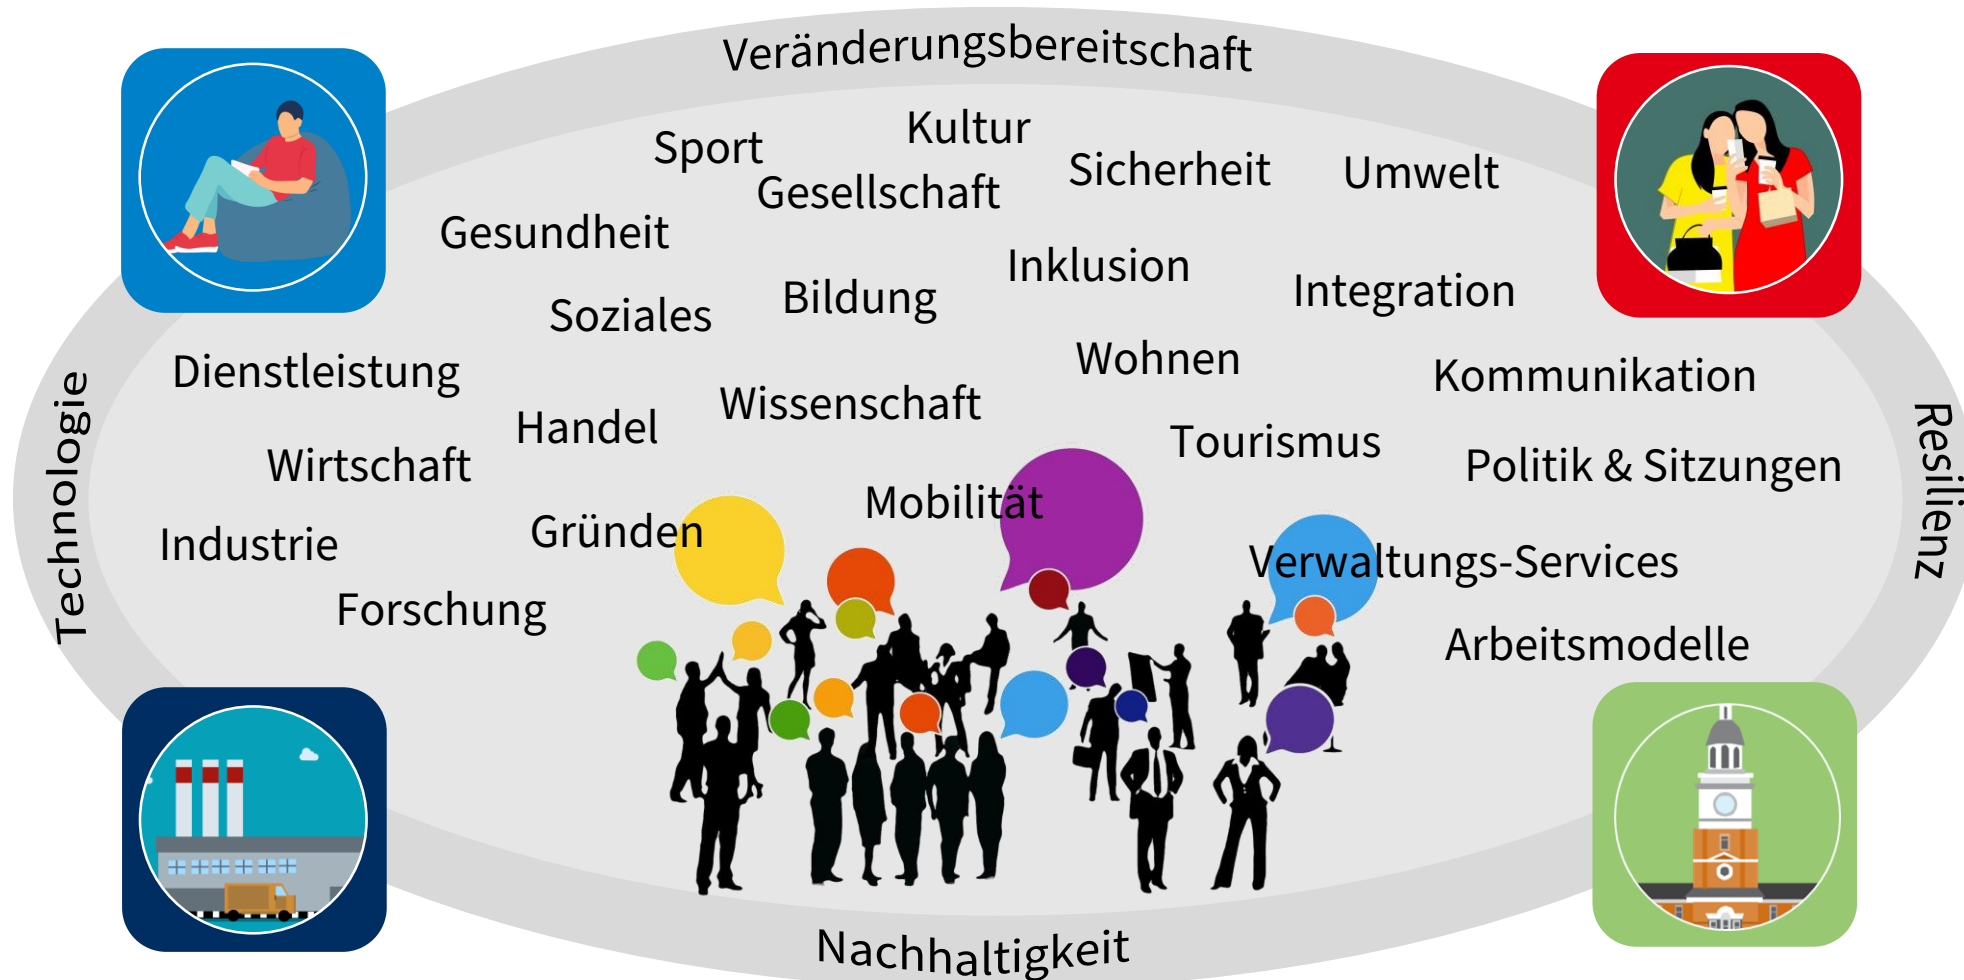 Veränderungsbereitschaft
Kultur
Sport
Sicherheit
Umwelt
Gesellschaft
Gesundheit
Inklusion
Integration
Bildung
Soziales
Wohnen
Dienstleistung
Kommunikation
Wissenschaft
Handel
Tourismus
Wirtschaft
Politik & Sitzungen
Mobilität
Gründen
Industrie
Verwaltungs-Services
Forschung
Arbeitsmodelle
Technologie
Resilienz
Nachhaltigkeit